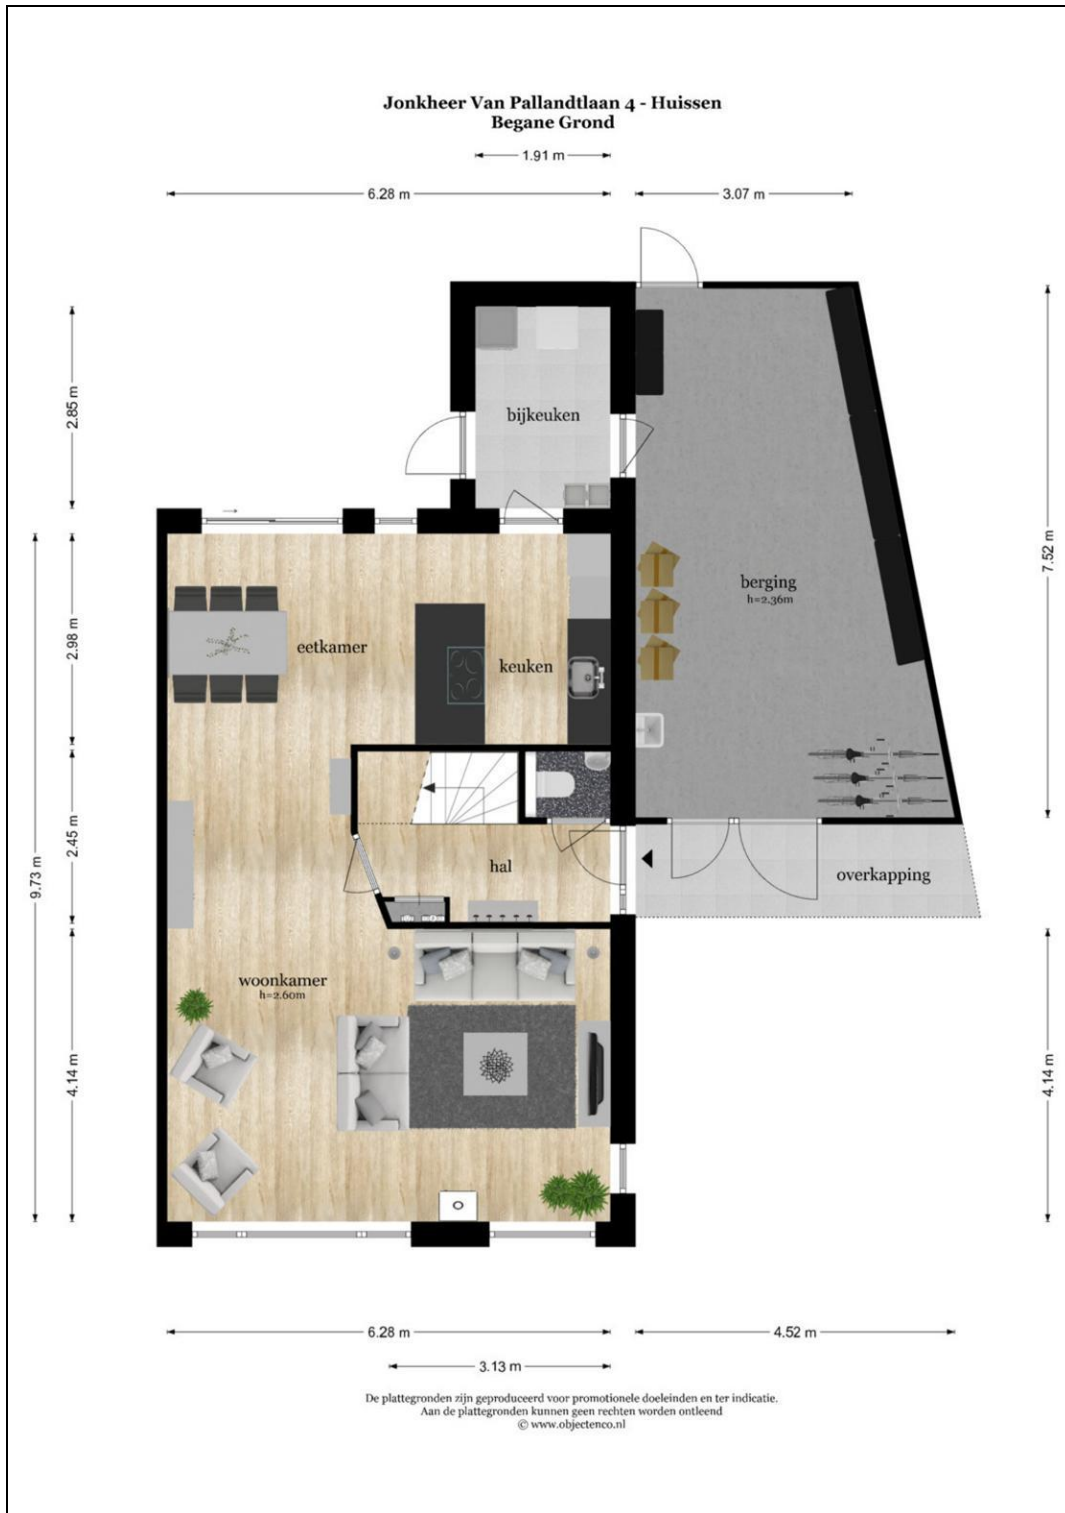 Jonkheer Van Pallandtlaan 4 - Huissen
Begane Grond
1.91 m
6.28 m
3.07 m
2.85 m
bijkeuken
7.52 m
berging
h=2.36m
2.98 m
eetkamer
keuken
2.45 m
9.73 m
hal
overkapping
woonkamer
h=2.60m
4.14 m
4.14 m
6.28 m
4.52 m
3.13 m
De plattegronden zijn geproduceerd voor promotionele doeleinden en ter indicatie.
Aan de plattegronden kunnen geen rechten worden ontleend
© www.objectenco.nl